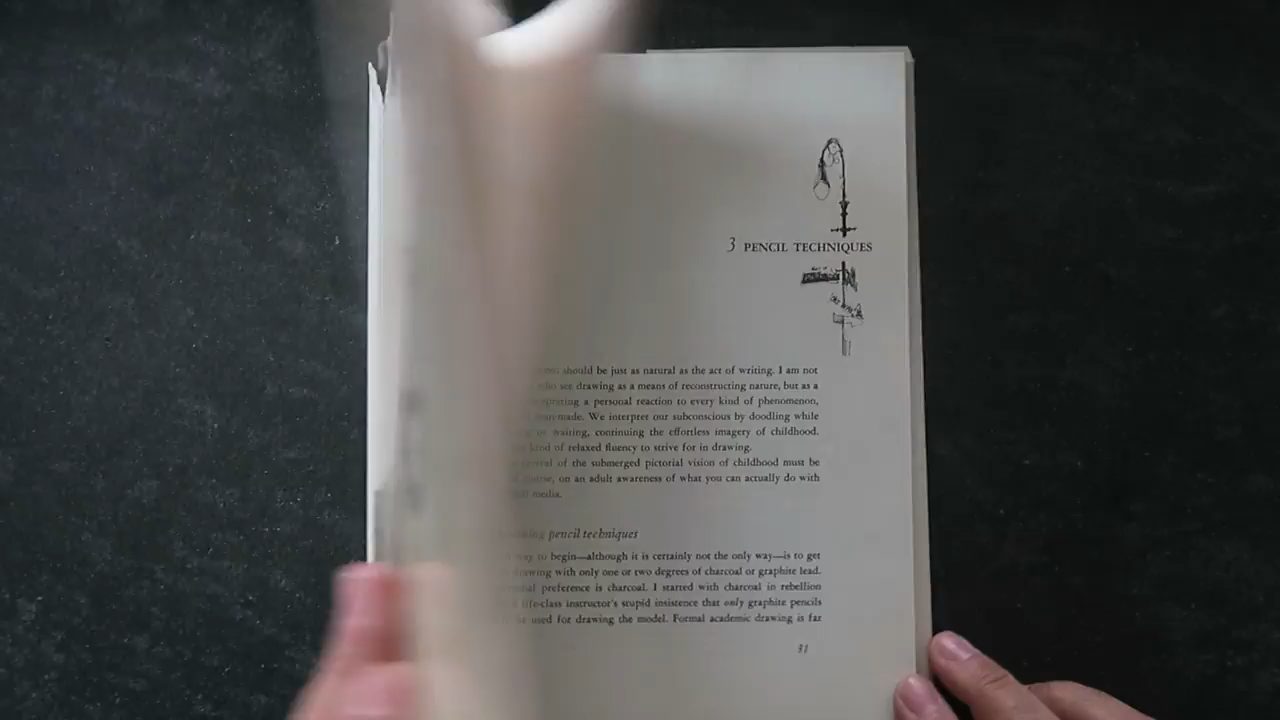 3 PENCIL TECHNIQUES
should be just as natural as the act of writing. I am not
who see drawing as a means of reconstructing nature, but as a
a personal reaction to every kind of phenomenon,
made. We interpret our subconscious by doodling while
waiting, continuing the effortless imagery of childhood.
kind of relaxed fluency to strive for in drawing.
of the submerged pictorial vision of childhood must be
on an adult awareness of what you can actually do with
media.
pencil techniques
way to begin—although it is certainly not the only way—is to get
drawing with only one or two degrees of charcoal or graphite lead.
preference is charcoal. I started with charcoal in rebellion
life-class instructor's stupid insistence that only graphite pencils
be used for drawing the model. Formal academic drawing is far
31